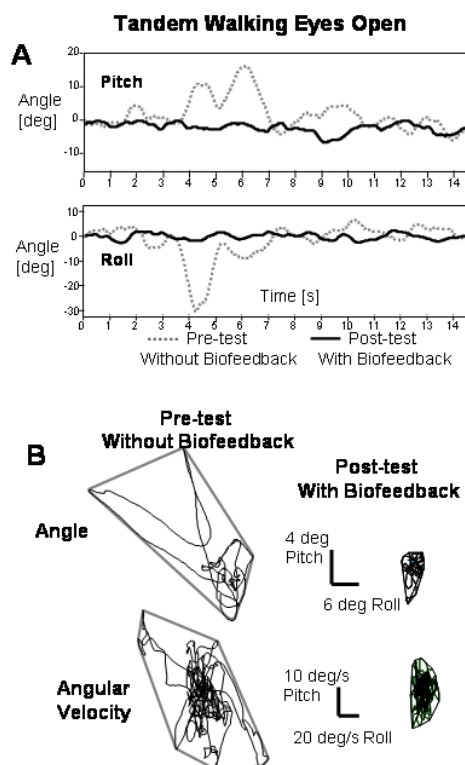 Tandem Walking Eyes Open
A
20
Pitch
10
Angle
[deg]
0
-10
0 1 2 3 4 5 6 7 8 9 10 11 12 13 14
10
Angle
[deg]
0
Roll
-10
-20
Time [s]
-30
0 1 2 3 4 5 6 7 8 9 10 11 12 13 14
Pre-test Post-test
Without Biofeedback With Biofeedback
Pre-test
Without Biofeedback
B
Post-test
With Biofeedback
Angle
4 deg
Pitch
6 deg Roll
Angular
Velocity
10 deg/s
Pitch
20 deg/s Roll